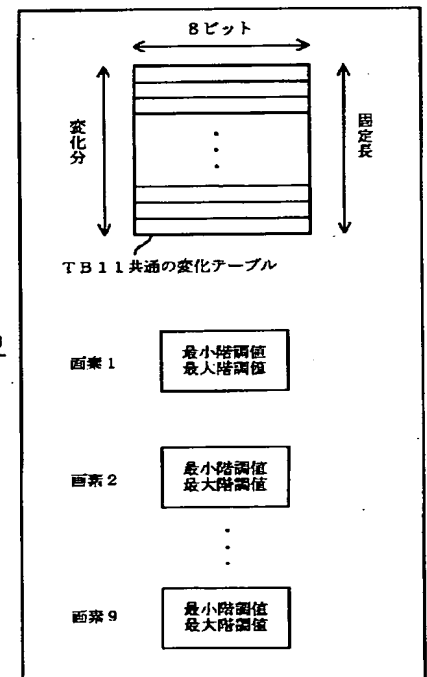 8ビット
変化分
固定長
TB11共通の変化テーブル
画素1
最小階調値
最大階調値
画素2
最小階調値
最大階調値
画素9
最小階調値
最大階調値